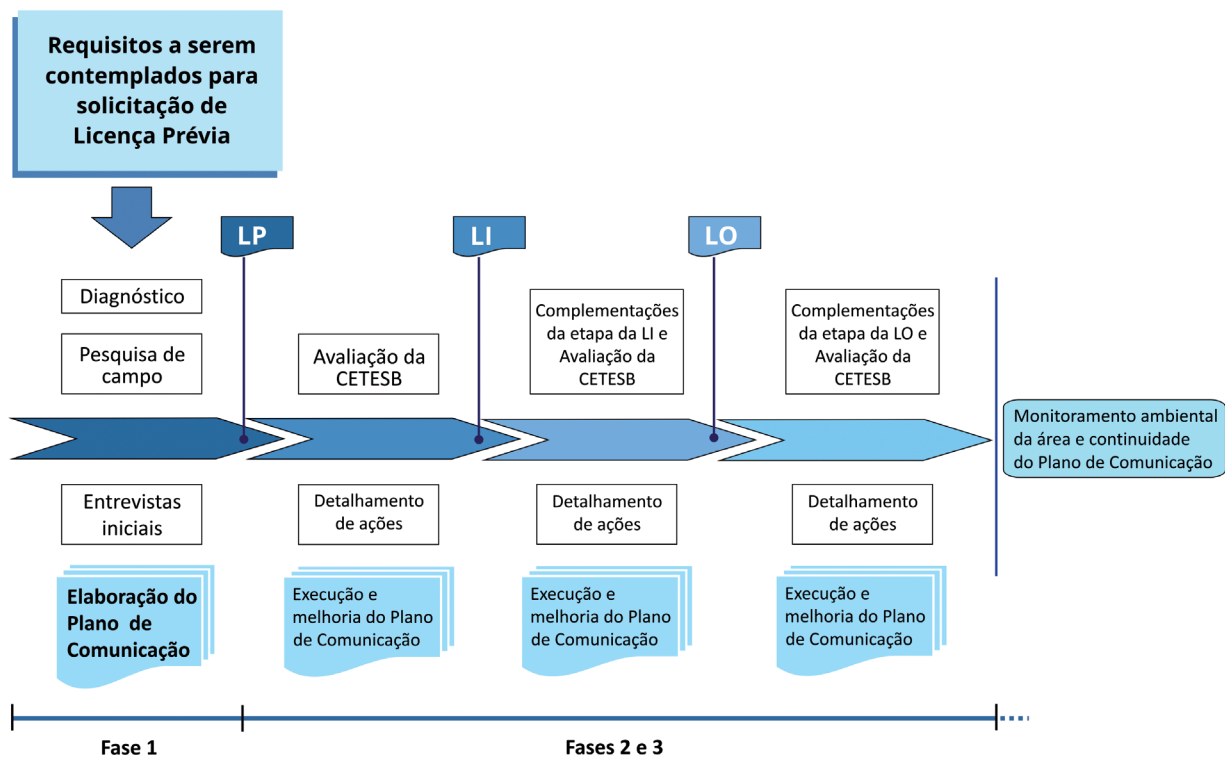 Requisitos a serem
contemplados para
solicitação de
Licença Prévia
LP
LI
LO
Diagnóstico
Pesquisa de
campo
Avaliação da
CETESB
Complementações
da etapa da LI e
Avaliação da
CETESB
Complementações
da etapa da LO e
Avaliação da
CETESB
Monitoramento ambiental
da área e continuidade
do Plano de Comunicação
Entrevistas
iniciais
Detalhamento
de ações
Detalhamento
de ações
Detalhamento
de ações
Elaboração do
Plano de
Comunicação
Execução e
melhoria do Plano
de Comunicação
Execução e
melhoria do Plano
de Comunicação
Execução e
melhoria do Plano
de Comunicação
Fase 1
Fases 2 e 3